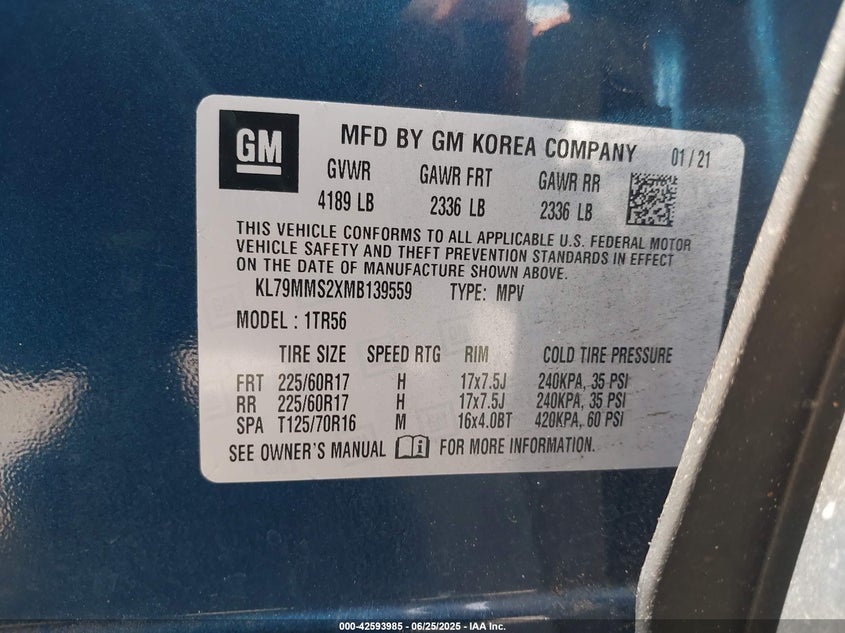 GM
MFD BY GM KOREA COMPANY 01/21
GVWR GAWR FRT GAWR RR
4189 LB 2336 LB 2336 LB
THIS VEHICLE CONFORMS TO ALL APPLICABLE U.S. FEDERAL MOTOR
VEHICLE SAFETY AND THEFT PREVENTION STANDARDS IN EFFECT
ON THE DATE OF MANUFACTURE SHOWN ABOVE.
KL79MMS2XMB139559 TYPE: MPV
MODEL : 1TR56
TIRE SIZE SPEED RTG RIM COLD TIRE PRESSURE
FRT 225/60R17 H 17x7.5J 240KPA, 35 PSI
RR 225/60R17 H 17x7.5J 240KPA, 35 PSI
SPA T125/70R16 M 16x4.0BT 420KPA, 60 PSI
SEE OWNER'S MANUAL FOR MORE INFORMATION.
000-42593985 - 06/25/2025 - IAA Inc.